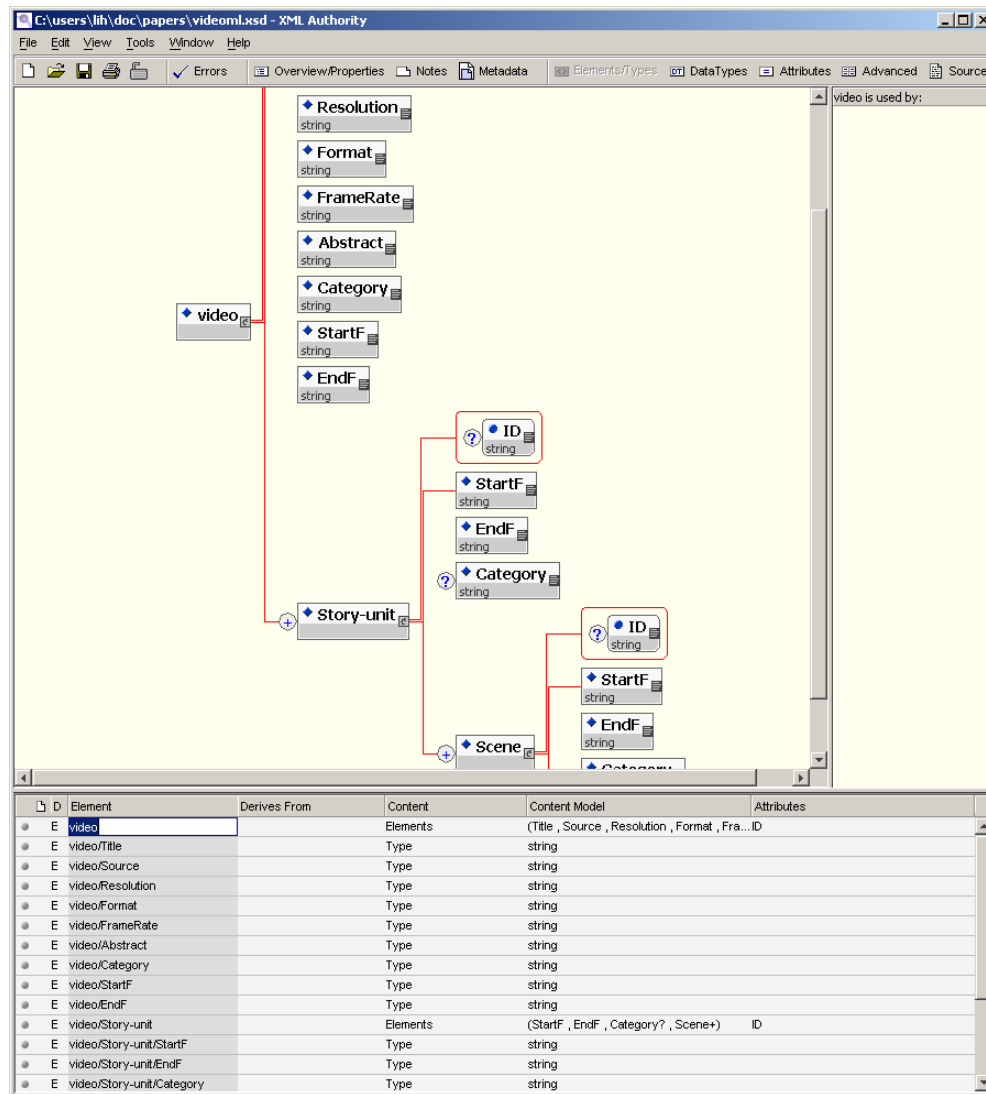 C:\users\lih\doc\papers\videoml.xsd - XML Authority
File Edit View Tools Window Help
Errors Overview/Properties Notes Metadata Elements/Types DataTypes Attributes Advanced Source
video is used by:
Resolution
string
Format
string
FrameRate
string
Abstract
string
Category
string
video
StartF
string
EndF
string
? ID
string
StartF
string
EndF
string
? Category
string
+ Story-unit
? ID
string
StartF
string
EndF
string
+ Scene
Category
D Element Derives From Content Content Model Attributes
E video Elements (Title , Source , Resolution , Format , Fra... ID
E video/Title Type string
E video/Source Type string
E video/Resolution Type string
E video/Format Type string
E video/FrameRate Type string
E video/Abstract Type string
E video/Category Type string
E video/StartF Type string
E video/EndF Type string
E video/Story-unit Elements (StartF , EndF , Category? , Scene+) ID
E video/Story-unit/StartF Type string
E video/Story-unit/EndF Type string
E video/Story-unit/Category Type string